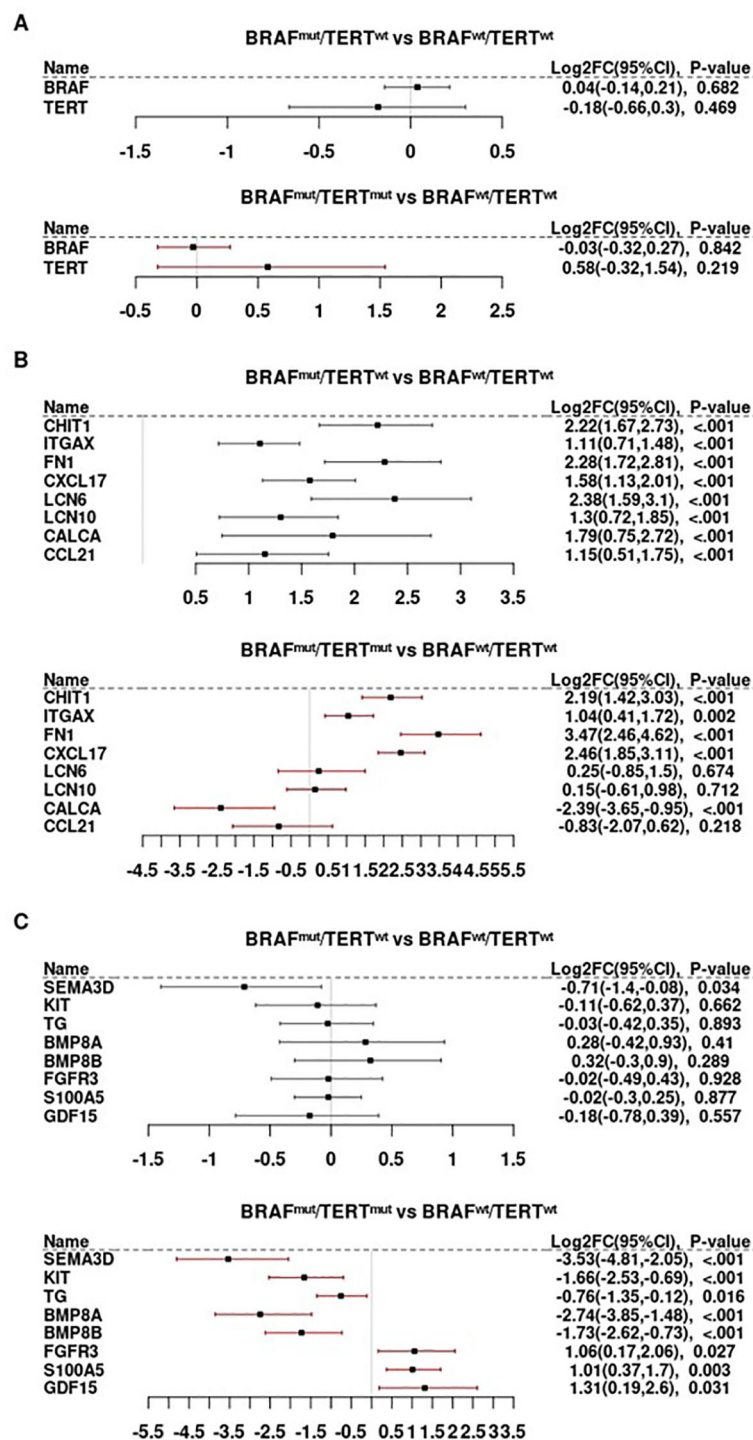 A
BRAFmut/TERTwt vs BRAFwt/TERTwt
Name Log2FC(95%CI), P-value
BRAF 0.04(-0.14,0.21), 0.682
TERT -0.18(-0.66,0.3), 0.469
-1.5 -1 -0.5 0 0.5
BRAFmut/TERTmut vs BRAFwt/TERTwt
Name Log2FC(95%CI), P-value
BRAF -0.03(-0.32,0.27), 0.842
TERT 0.58(-0.32,1.54), 0.219
-0.5 0 0.5 1 1.5 2 2.5
B
BRAFmut/TERTwt vs BRAFwt/TERTwt
Name Log2FC(95%CI), P-value
CHIT1 2.22(1.67,2.73), <.001
ITGAX 1.11(0.71,1.48), <.001
FN1 2.28(1.72,2.81), <.001
CXCL17 1.58(1.13,2.01), <.001
LCN6 2.38(1.59,3.1), <.001
LCN10 1.3(0.72,1.85), <.001
CALCA 1.79(0.75,2.72), <.001
CCL21 1.15(0.51,1.75), <.001
0.5 1 1.5 2 2.5 3 3.5
BRAFmut/TERTmut vs BRAFwt/TERTwt
Name Log2FC(95%CI), P-value
CHIT1 2.19(1.42,3.03), <.001
ITGAX 1.04(0.41,1.72), 0.002
FN1 3.47(2.46,4.62), <.001
CXCL17 2.46(1.85,3.11), <.001
LCN6 0.25(-0.85,1.5), 0.674
LCN10 0.15(-0.61,0.98), 0.712
CALCA -2.39(-3.65,-0.95), <.001
CCL21 -0.83(-2.07,0.62), 0.218
-4.5 -3.5 -2.5 -1.5 -0.5 0.511.522.533.544.555.5
C
BRAFmut/TERTwt vs BRAFwt/TERTwt
Name Log2FC(95%CI), P-value
SEMA3D -0.71(-1.4,-0.08), 0.034
KIT -0.11(-0.62,0.37), 0.662
TG -0.03(-0.42,0.35), 0.893
BMP8A 0.28(-0.42,0.93), 0.41
BMP8B 0.32(-0.3,0.9), 0.289
FGFR3 -0.02(-0.49,0.43), 0.928
S100A5 -0.02(-0.3,0.25), 0.877
GDF15 -0.18(-0.78,0.39), 0.557
-1.5 -1 -0.5 0 0.5 1 1.5
BRAFmut/TERTmut vs BRAFwt/TERTwt
Name Log2FC(95%CI), P-value
SEMA3D -3.53(-4.81,-2.05), <.001
KIT -1.66(-2.53,-0.69), <.001
TG -0.76(-1.35,-0.12), 0.016
BMP8A -2.74(-3.85,-1.48), <.001
BMP8B -1.73(-2.62,-0.73), <.001
FGFR3 1.06(0.17,2.06), 0.027
S100A5 1.01(0.37,1.7), 0.003
GDF15 1.31(0.19,2.6), 0.031
-5.5 -4.5 -3.5 -2.5 -1.5 -0.5 0.511.522.533.5